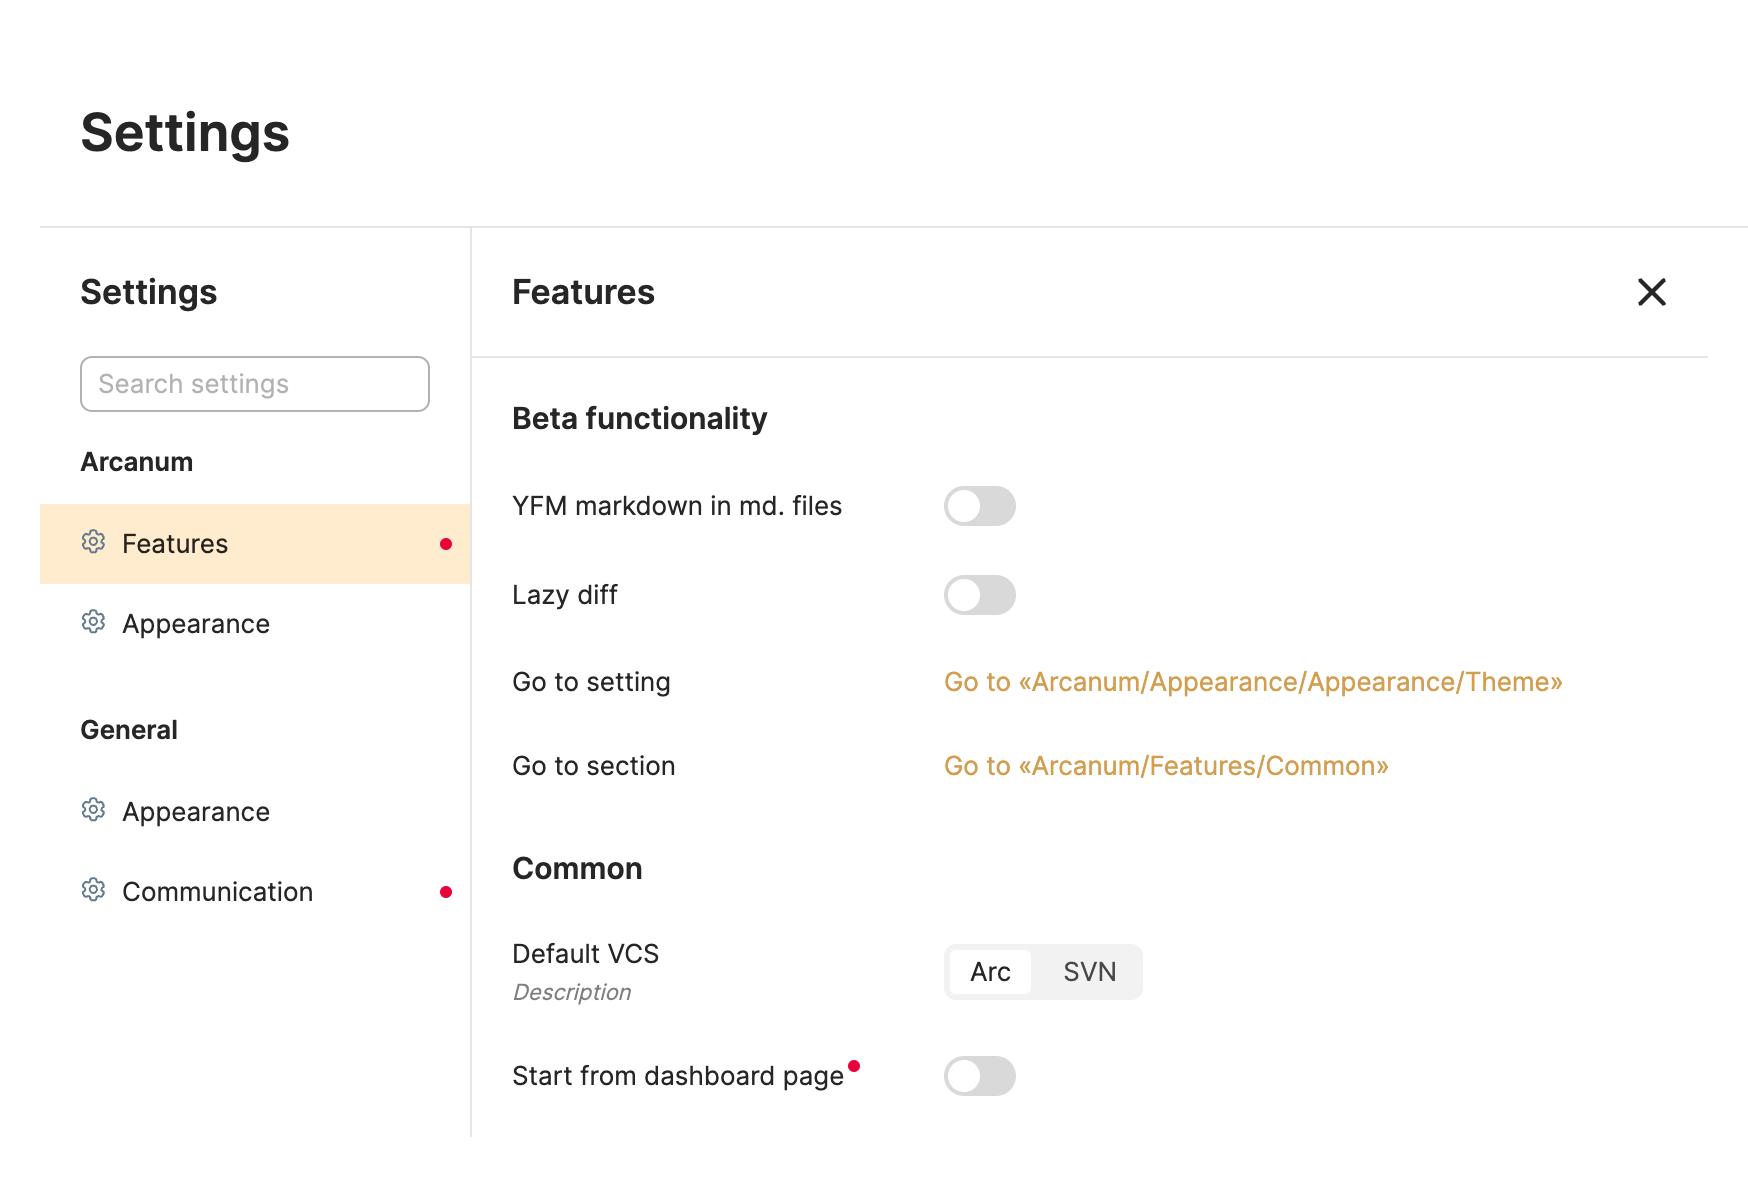 Settings
Settings
Search settings
Arcanum
Features
Appearance
General
Appearance
Communication
Features
Beta functionality
YFM markdown in md. files
Lazy diff
Go to setting
Go to «Arcanum/Appearance/Appearance/Theme»
Go to section
Go to «Arcanum/Features/Common»
Common
Default VCS
Description
Arc SVN
Start from dashboard page